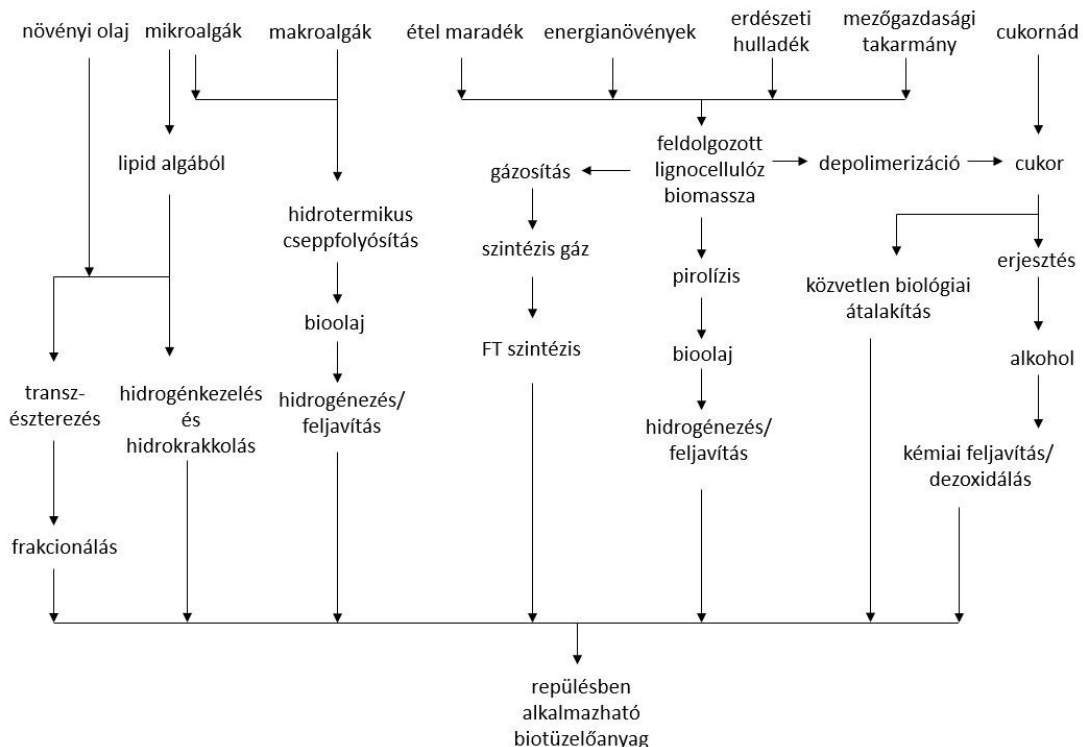 növényi olaj
mikroalgák
makroalgák
étel maradék
energianövények
erdészeti
hulladék
mezőgazdasági
takarmány
cukornád
lipid algából
hidrotermikus
cseppfolyósítás
gázosítás
feldolgozott
lignocellulóz
biomassza
depolimerizáció
cukor
szintézis gáz
pirolízis
közvetlen biológiai
átalakítás
erjesztés
bioolaj
FT szintézis
bioolaj
alkohol
transz-
észterezés
hidrogénkezelés
és
hidrokrakkolás
hidrogénezés/
feljavítás
hidrogénezés/
feljavítás
kémiai feljavítás/
dezoxidálás
frakcionálás
repülésben
alkalmazható
biotüzelőanyag